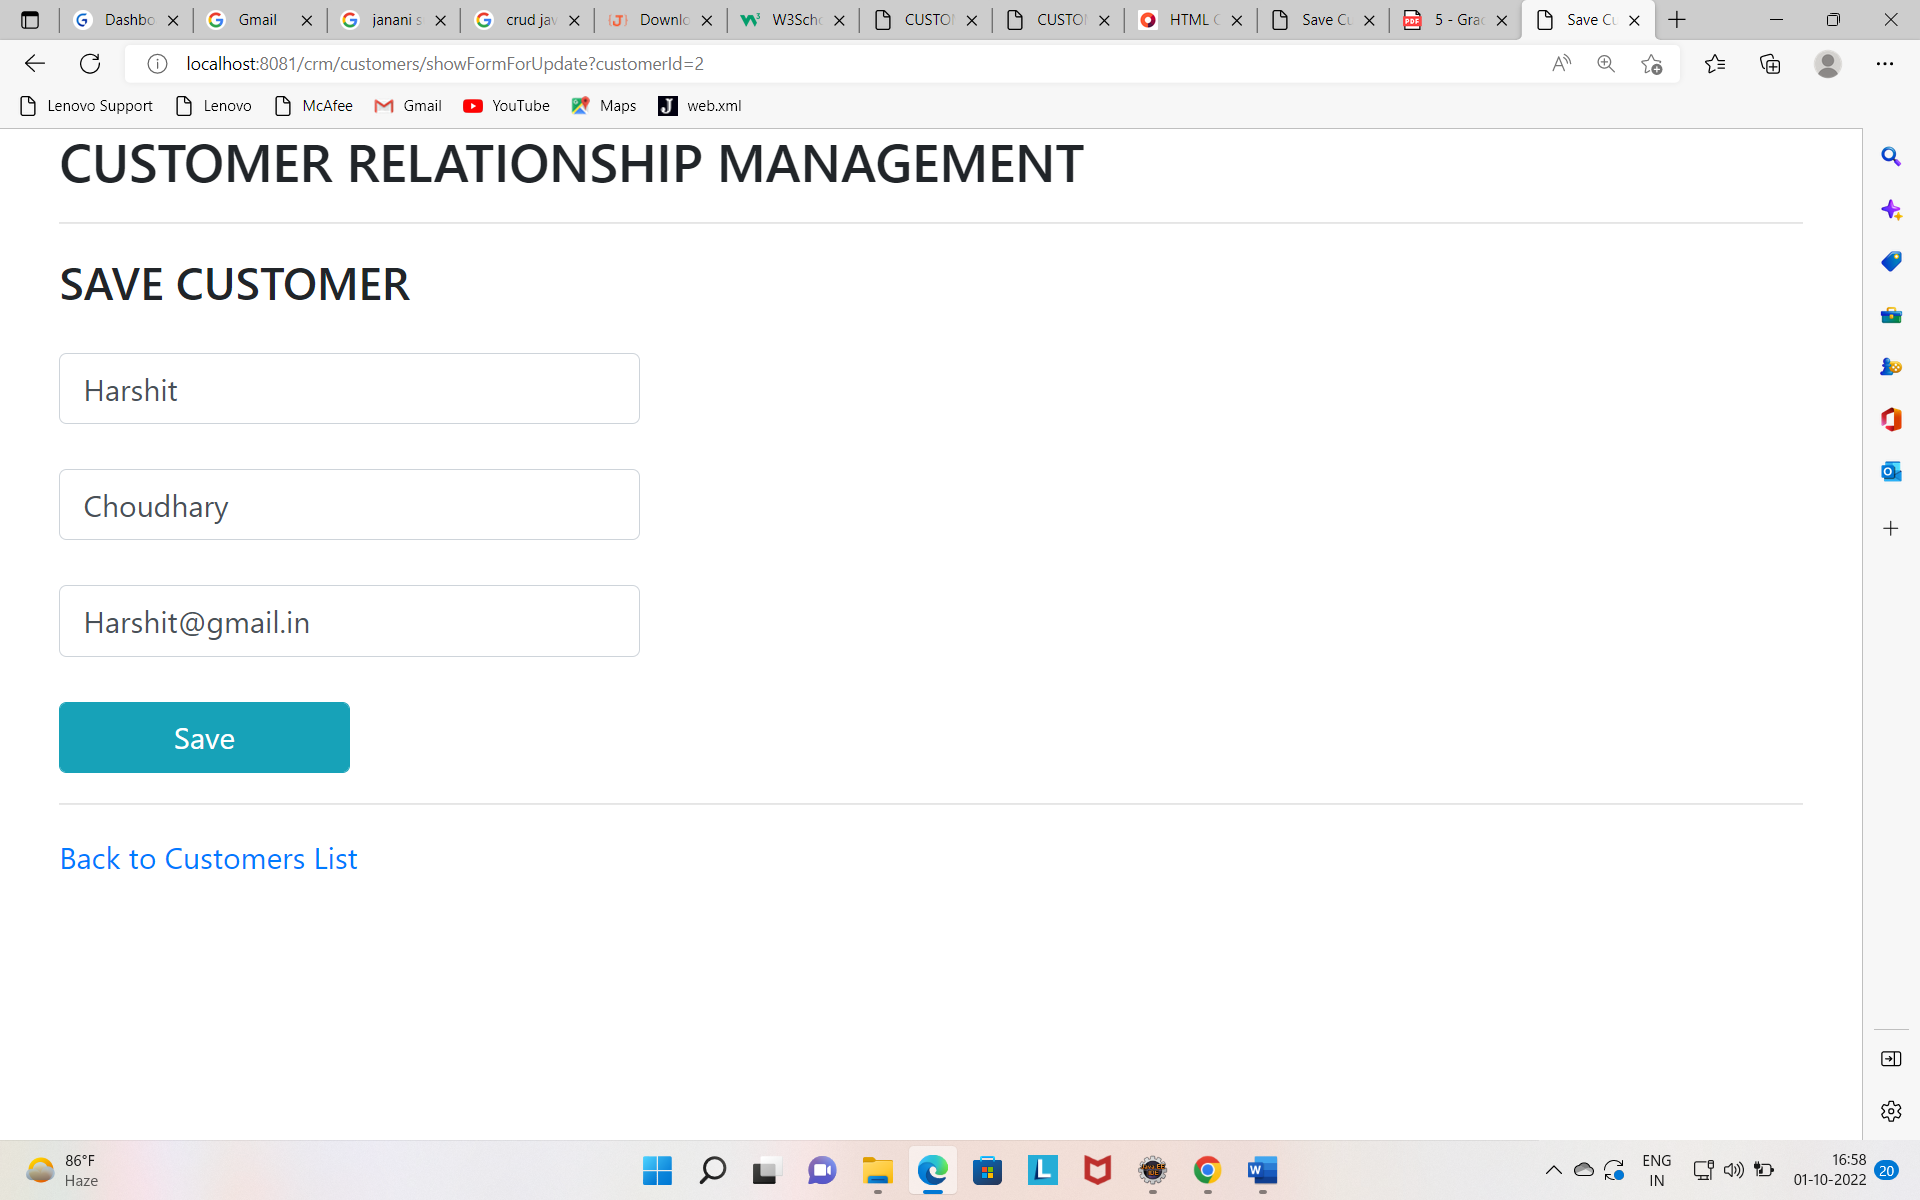 Dashbo
Gmail
janani s
crud jav
Downlo
W3Scho
CUSTO
CUSTO
HTML C
Save Cu
5 - Grad
Save Cu
localhost:8081/crm/customers/showFormForUpdate?customerId=2
Lenovo Support
Lenovo
McAfee
Gmail
YouTube
Maps
web.xml
CUSTOMER RELATIONSHIP MANAGEMENT
SAVE CUSTOMER
Harshit
Choudhary
Harshit@gmail.in
Save
Back to Customers List
86°F
Haze
ENG
IN
16:58
01-10-2022
20